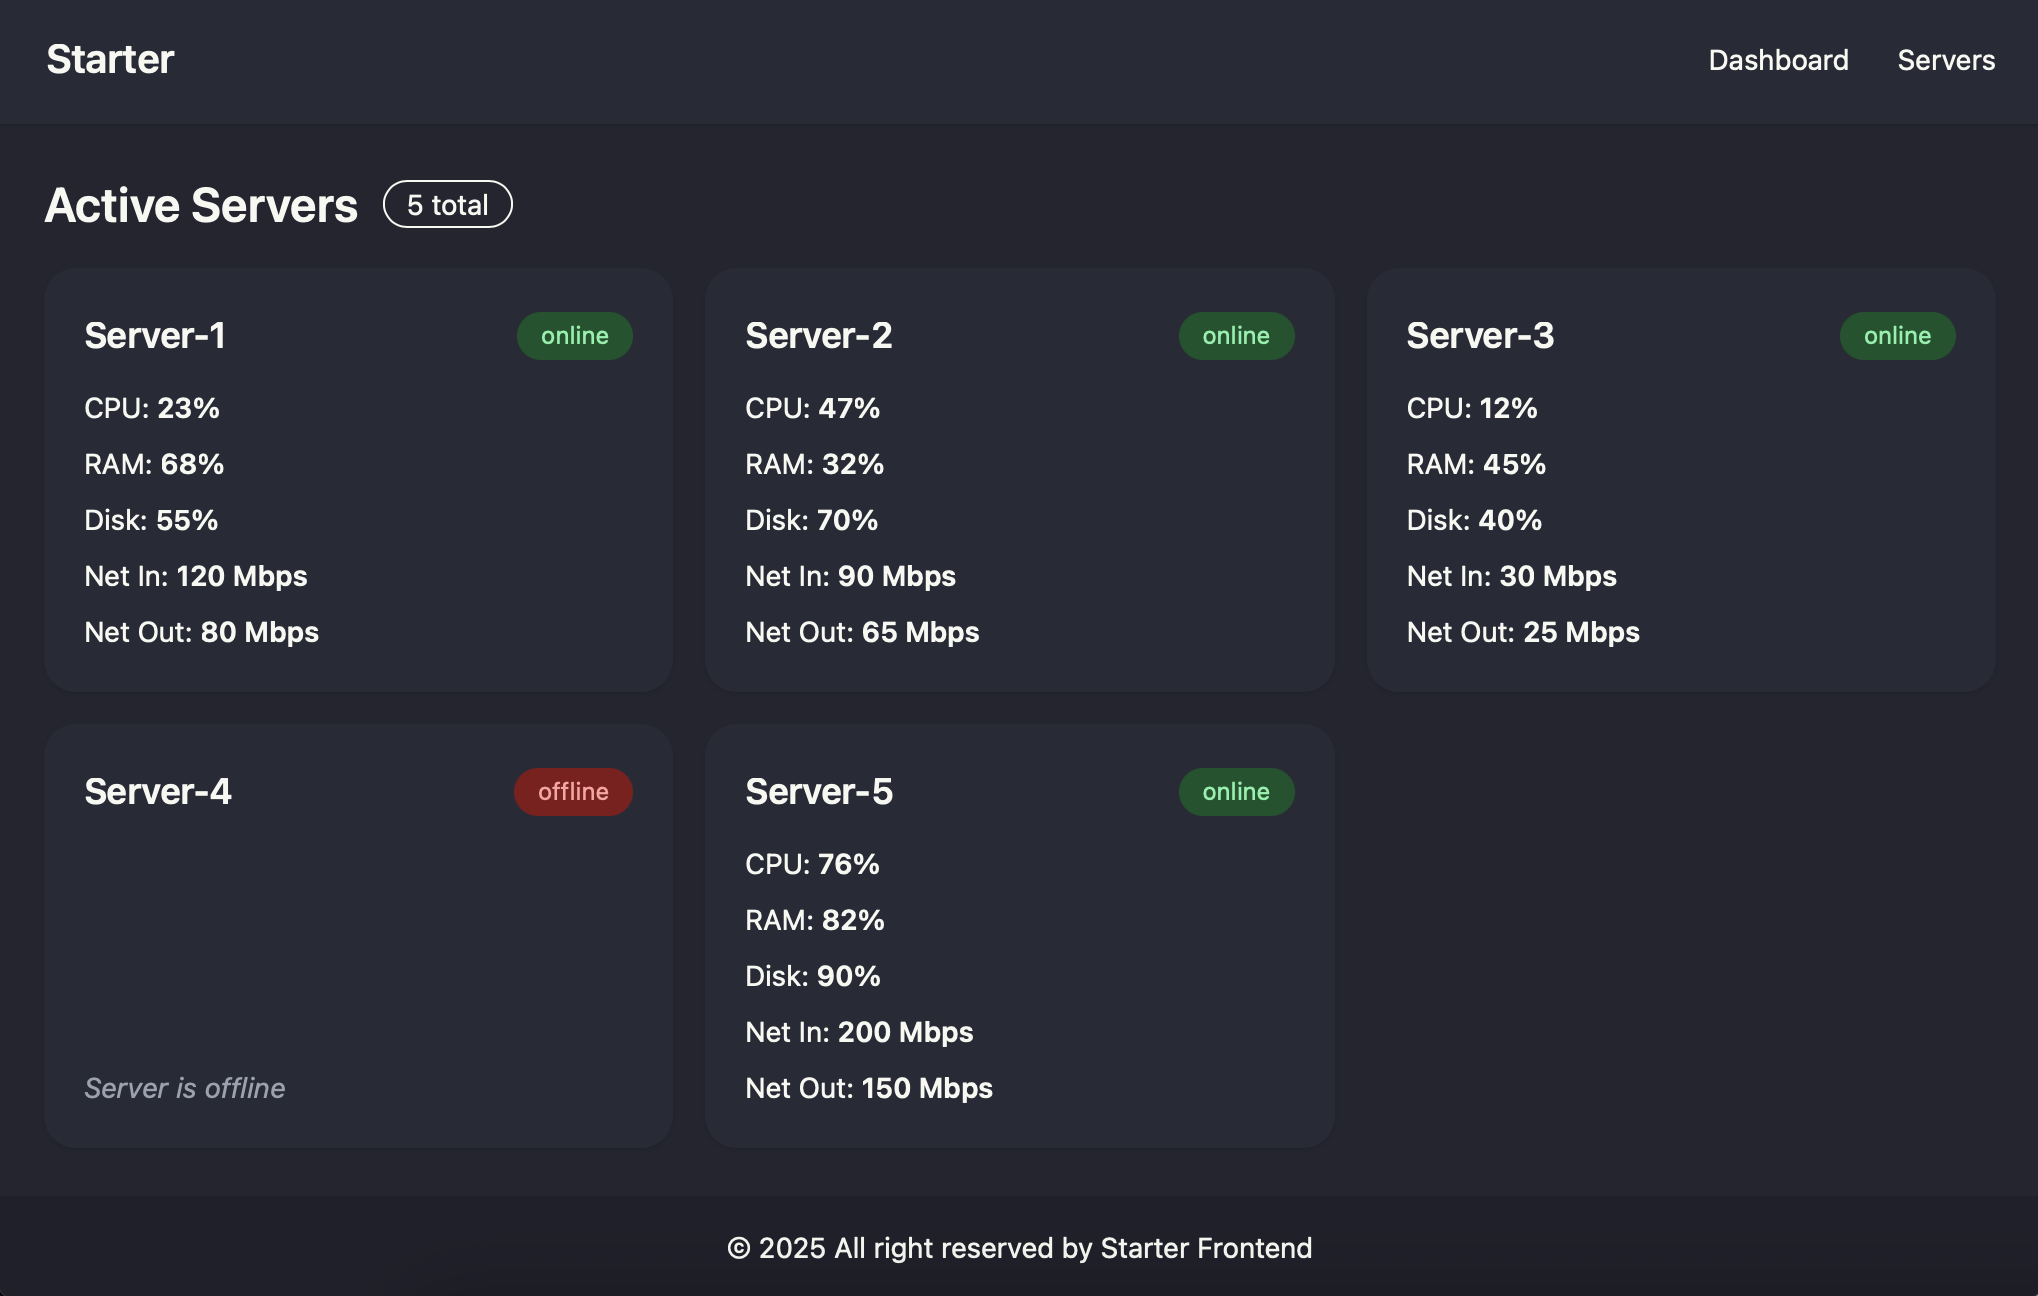 Starter
Dashboard
Servers
Active Servers
5 total
Server-1
online
CPU: 23%
RAM: 68%
Disk: 55%
Net In: 120 Mbps
Net Out: 80 Mbps
Server-2
online
CPU: 47%
RAM: 32%
Disk: 70%
Net In: 90 Mbps
Net Out: 65 Mbps
Server-3
online
CPU: 12%
RAM: 45%
Disk: 40%
Net In: 30 Mbps
Net Out: 25 Mbps
Server-4
offline
Server is offline
Server-5
online
CPU: 76%
RAM: 82%
Disk: 90%
Net In: 200 Mbps
Net Out: 150 Mbps
© 2025 All right reserved by Starter Frontend